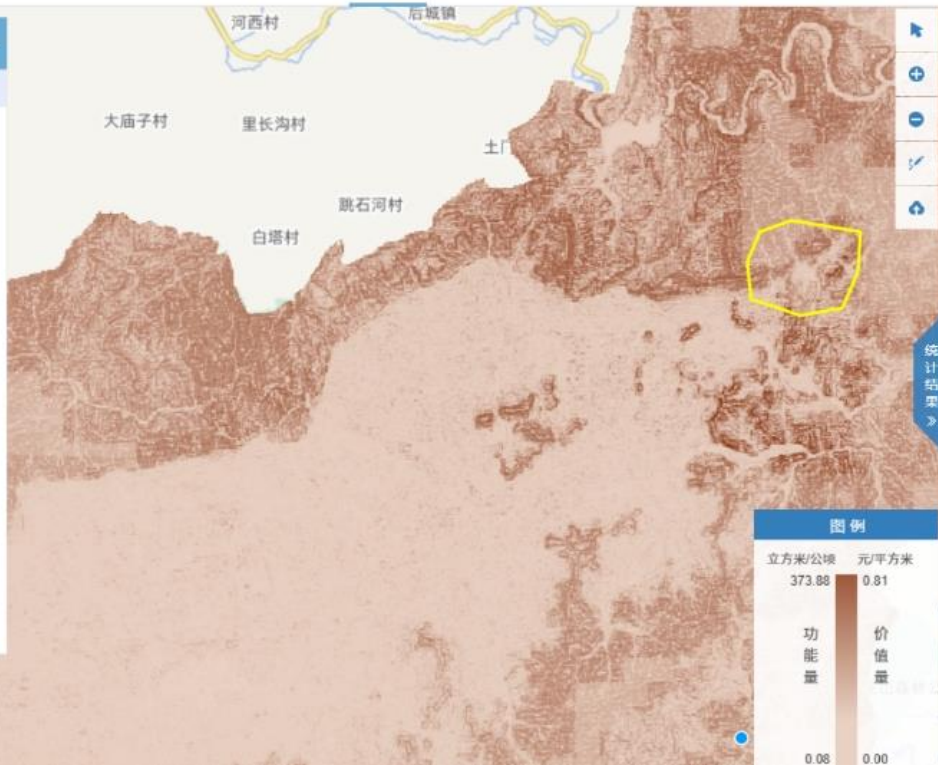 河西村
后城镇
大庙子村
里长沟村
土门
跳石河村
白塔村
统计结果
»
图例
立方米/公顷 元/平方米
373.88 0.81
功能量 价值量
0.08 0.00